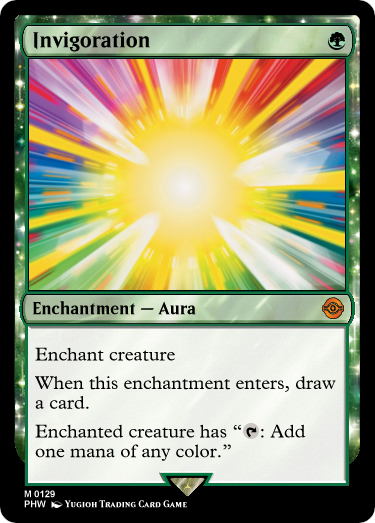 Invigoration
Enchantment — Aura
Enchant creature
When this enchantment enters, draw
a card.
Enchanted creature has “: Add
one mana of any color.”
M 0129
PHW Yugioh Trading Card Game